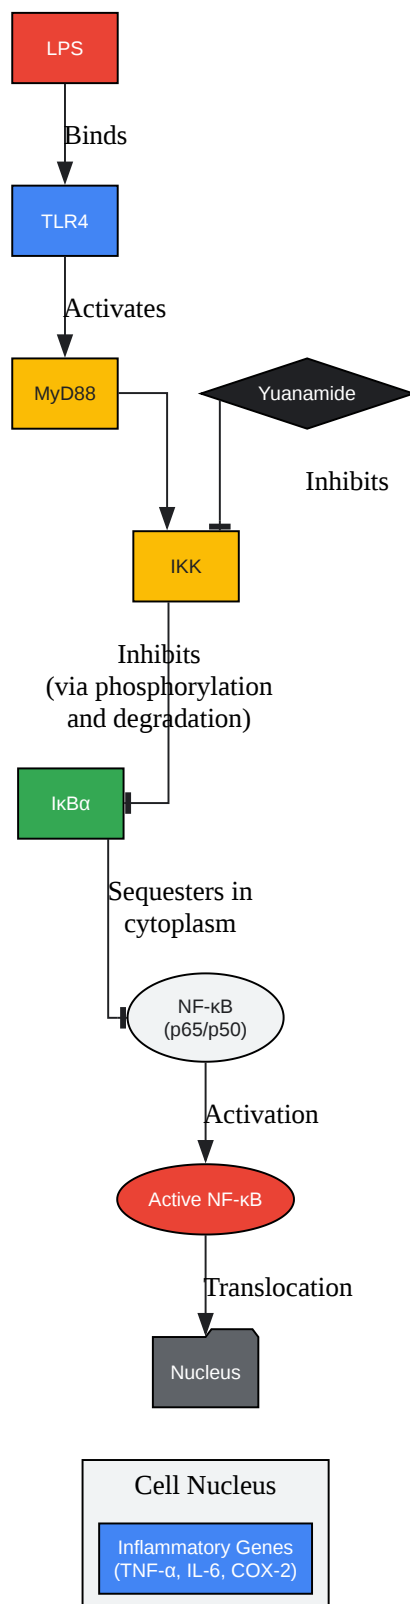 LPS
Binds
TLR4
Activates
MyD88
Yuanamide
Inhibits
IKK
Inhibits
(via phosphorylation
and degradation)
IκBα
Sequesters in
cytoplasm
NF-κB
(p65/p50)
Activation
Active NF-κB
Translocation
Nucleus
Cell Nucleus
Inflammatory Genes
(TNF-α, IL-6, COX-2)